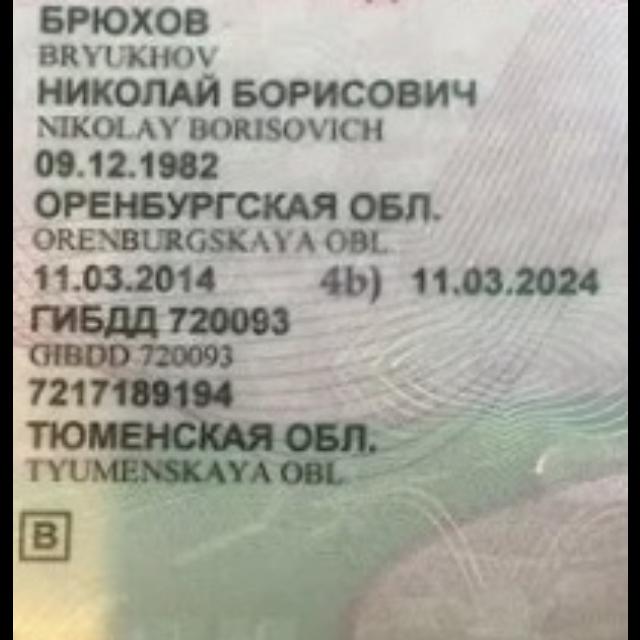 БРЮХОВ
BRYUKHOV
НИКОЛАЙ БОРИСОВИЧ
NIKOLAY BORISOVICH
09.12.1982
ОРЕНБУРГСКАЯ ОБЛ.
ORENBURGSKAYA OBL.
11.03.2014 4b) 11.03.2024
ГИБДД 720093
GIBDD 720093
7217189194
ТЮМЕНСКАЯ ОБЛ.
TYUMENSKAYA OBL
B